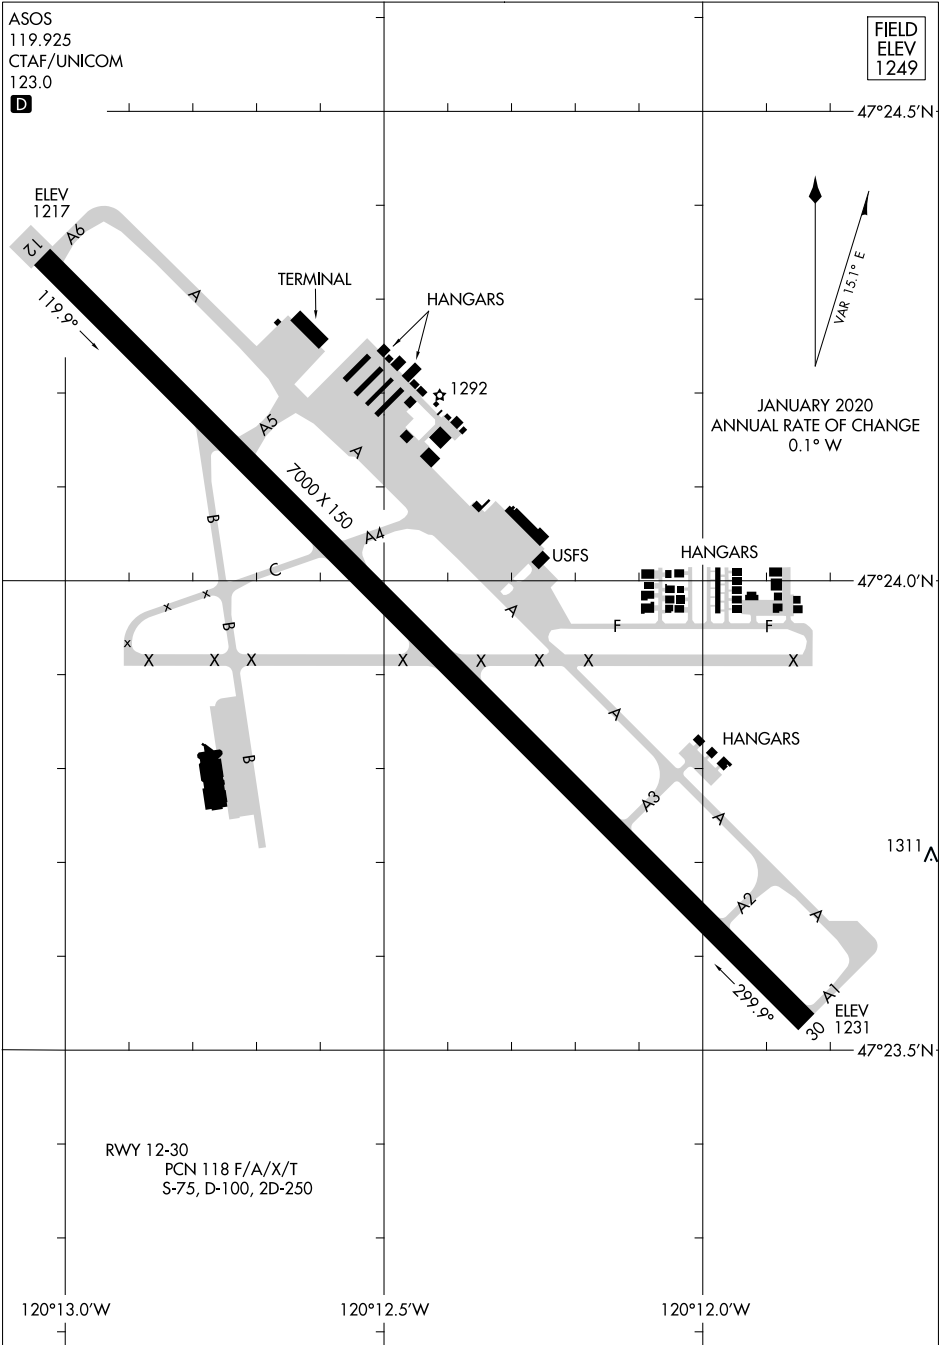 ASOS
119.925
CTAF/UNICOM
123.0
D
FIELD
ELEV
1249
47°24.5'N
ELEV
1217
A6
12
A
119.9°
TERMINAL
HANGARS
1292
VAR 15.1° E
JANUARY 2020
ANNUAL RATE OF CHANGE
0.1° W
A5
A
7000 X 150
B
A4
C
USFS
HANGARS
47°24.0'N
x
x
x
B
A
F
F
X
X
X
X
X
X
X
X
A
HANGARS
B
A3
A
1311
A2
A
299.9°
A1
ELEV
1231
30
47°23.5'N
RWY 12-30
PCN 118 F/A/X/T
S-75, D-100, 2D-250
120°13.0'W
120°12.5'W
120°12.0'W